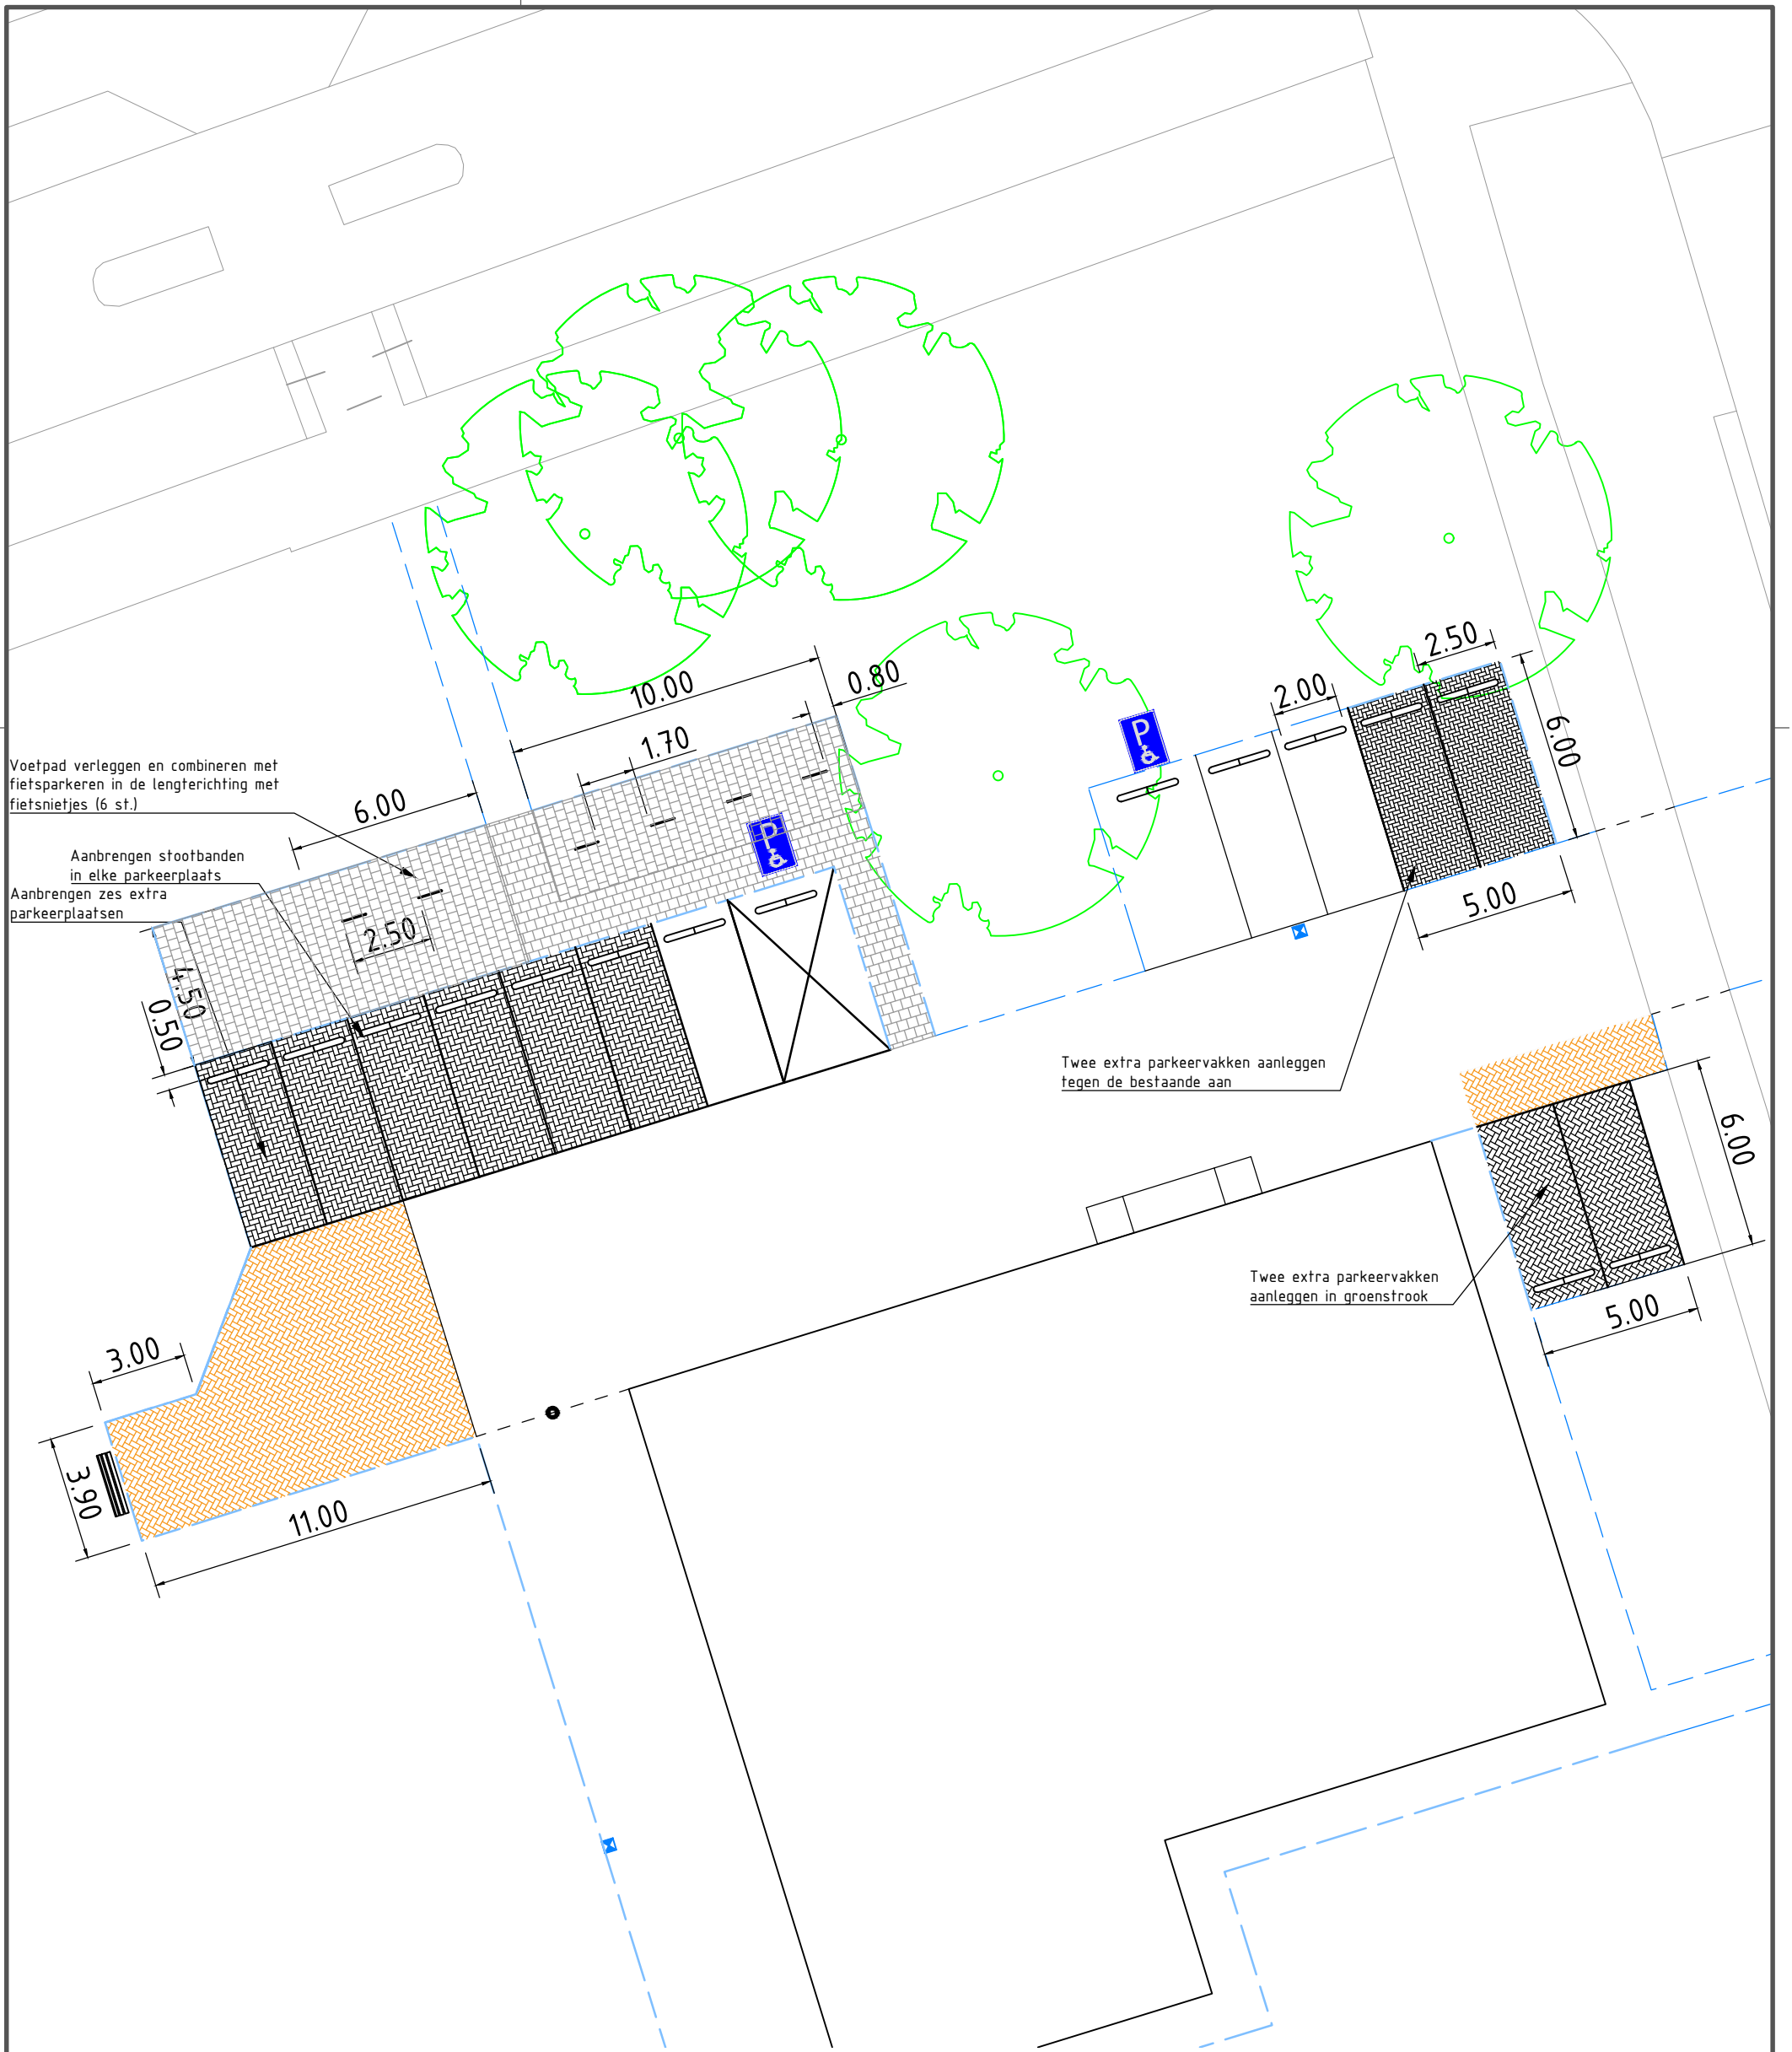 2.50
10.00
0.80
2.00
P
6.00
1.70
Voetpad verleggen en combineren met
fietsparkeren in de lengterichting met
fietsnietjes (6 st.)
6.00
P
Aanbrengen stootbanden
in elke parkeerplaats
Aanbrengen zes extra
parkeerplaatsen
5.00
2.50
4.50
0.50
Twee extra parkeervakken aanleggen
tegen de bestaande aan
6.00
Twee extra parkeervakken
aanleggen in groenstrook
5.00
3.00
3.90
11.00